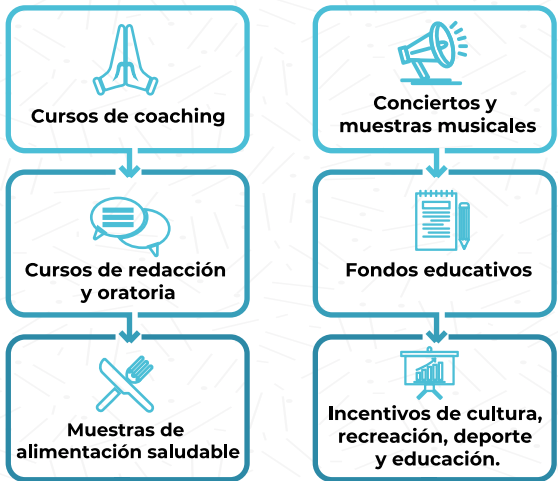 Cursos de coaching
Cursos de redacción
y oratoria
Muestras de
alimentación saludable
Conciertos y
muestras musicales
Fondos educativos
Incentivos de cultura,
recreación, deporte
y educación.